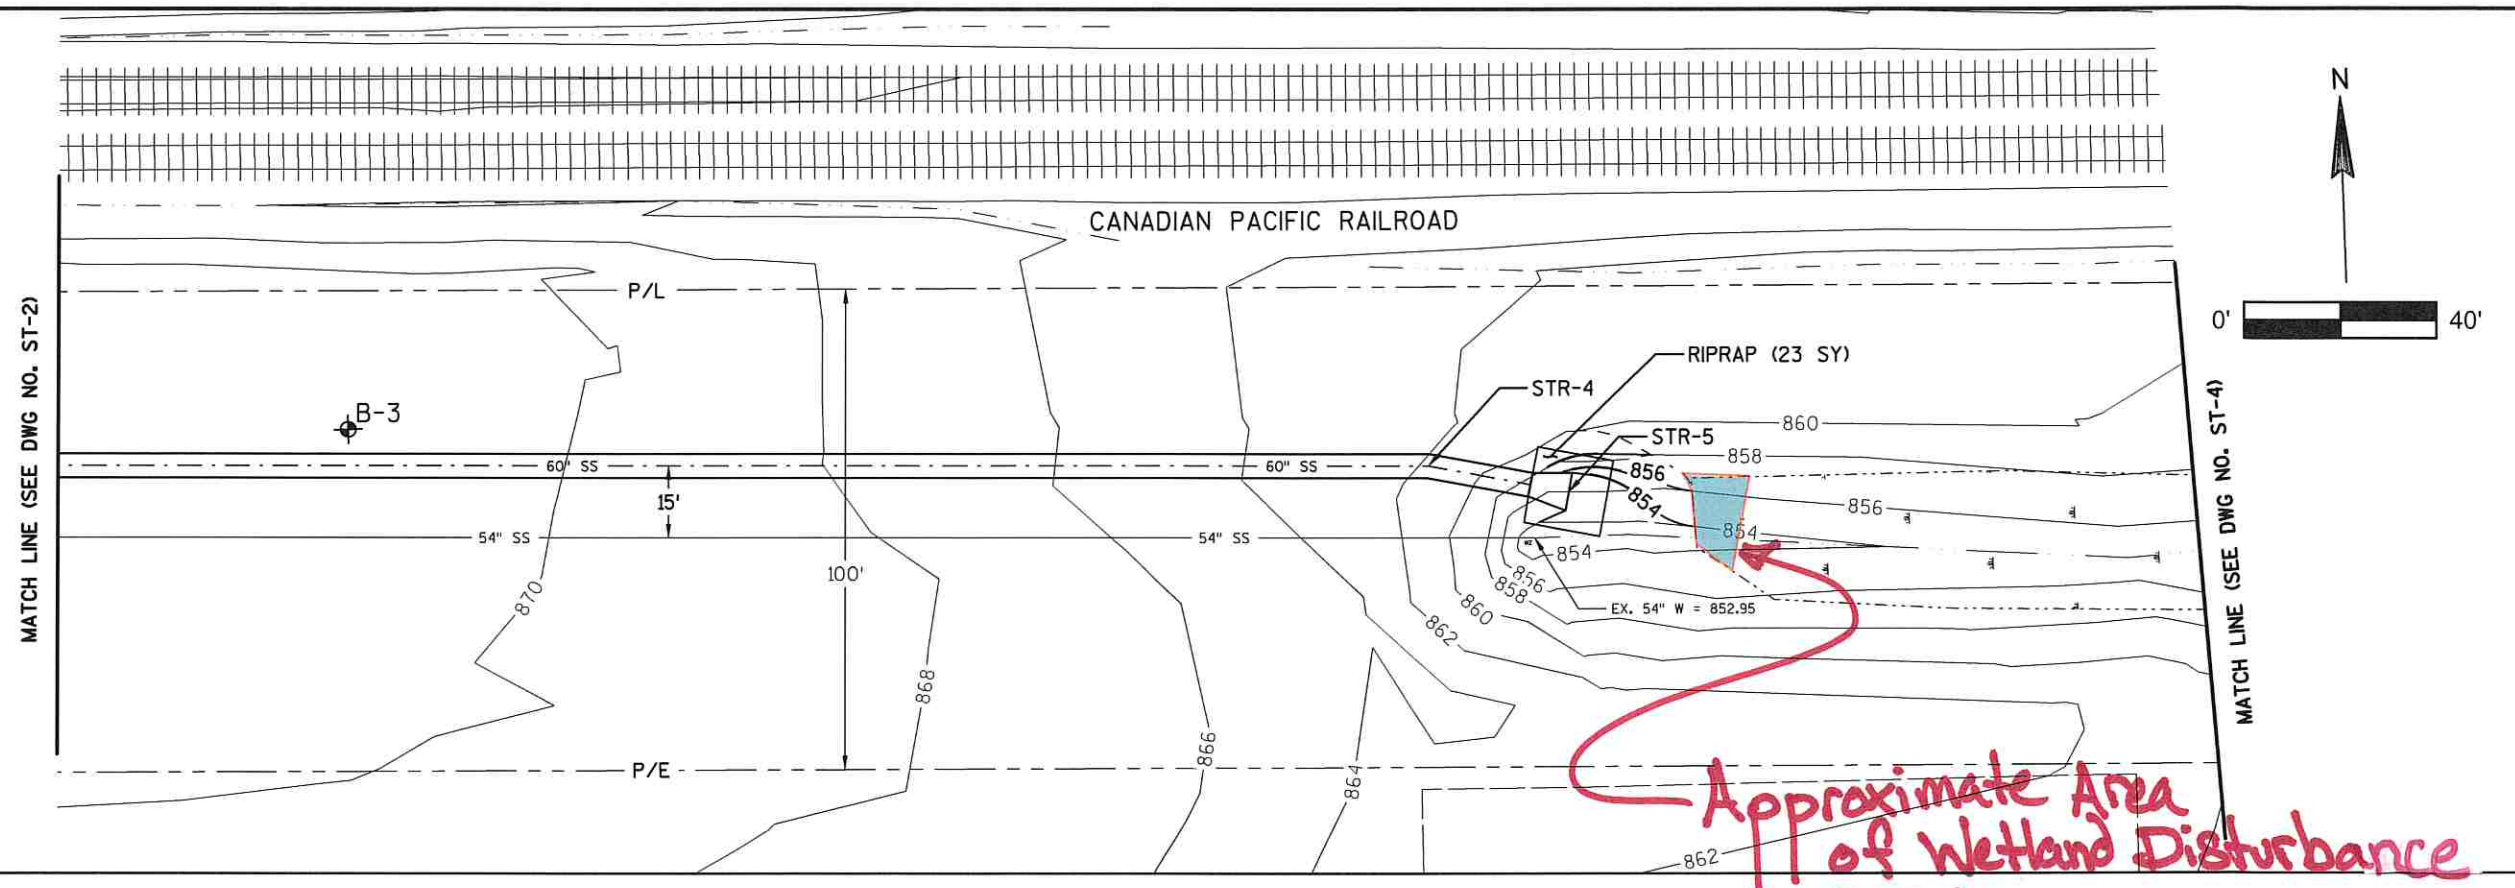 N
CANADIAN PACIFIC RAILROAD
P/L
0' 40'
RIPRAP (23 SY)
STR-4
B-3
860
STR-5
858
60" SS
60" SS
856
854
15'
856
54" SS
54" SS
854
854
100'
856
858
870
860
EX. 54" W = 852.95
862
868
866
864
P/E
862
MATCH LINE (SEE DWG NO. ST-2)
MATCH LINE (SEE DWG NO. ST-4)
Approximate Area
of Wetland Disturbance